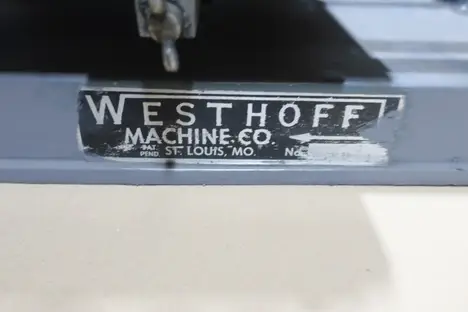 WESTHOFF
MACHINE CO
PAT. PEND ST. LOUIS, MO. No.